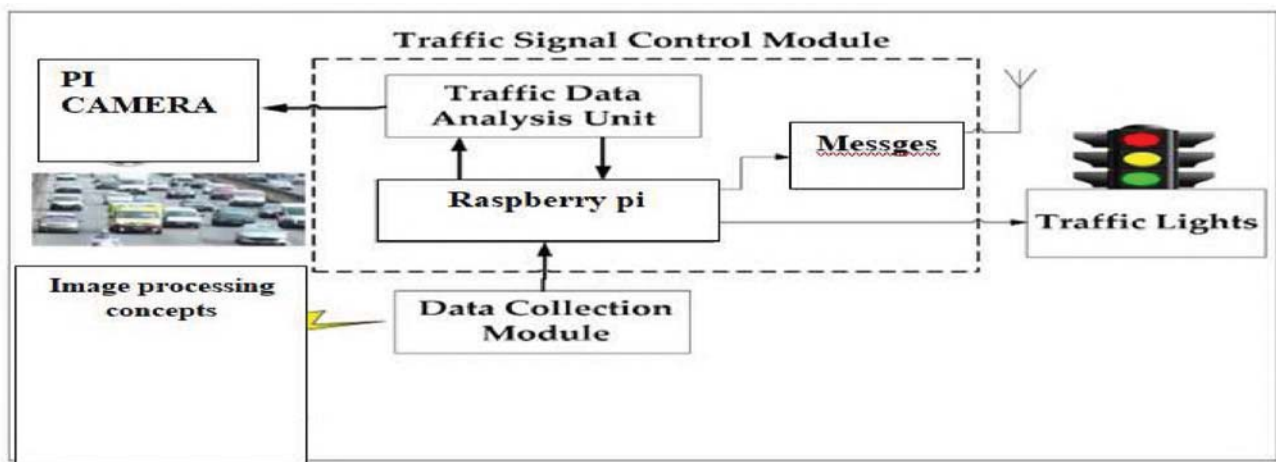 Traffic Signal Control Module
PI
CAMERA
Traffic Data
Analysis Unit
Messges
Raspberry pi
Traffic Lights
Image processing
concepts
Data Collection
Module